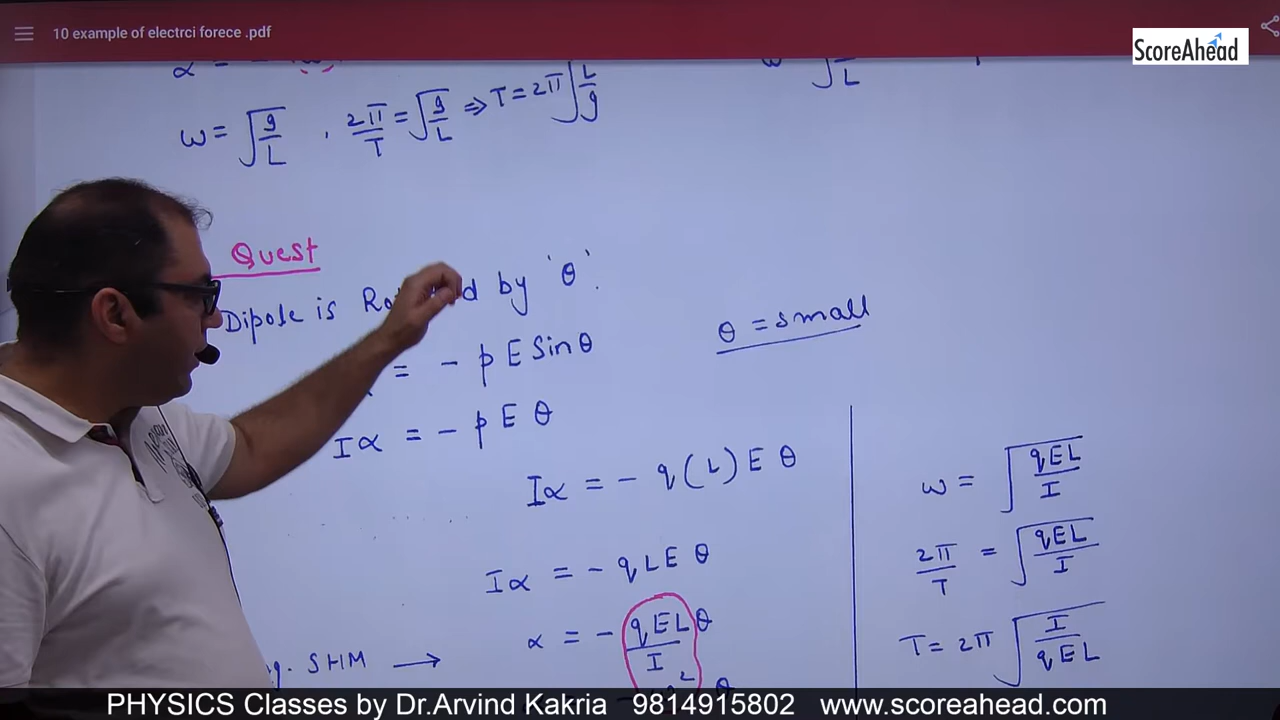 10 example of electrci forece .pdf
ScoreAhead
ω = √(g/L) , 2π/T = √(g/L) ⇒ T = 2π√(L/g)
Quest
Dipole is by 'θ'.
θ = small
= - p E Sinθ
Iα = - p E θ
Iα = - q(L) E θ
Iα = - qLE θ
α = - qEL/I θ
SHM →
ω = √(qEL/I)
2π/T = √(qEL/I)
T = 2π √(I/qEL)
PHYSICS Classes by Dr.Arvind Kakria 9814915802 www.scoreahead.com